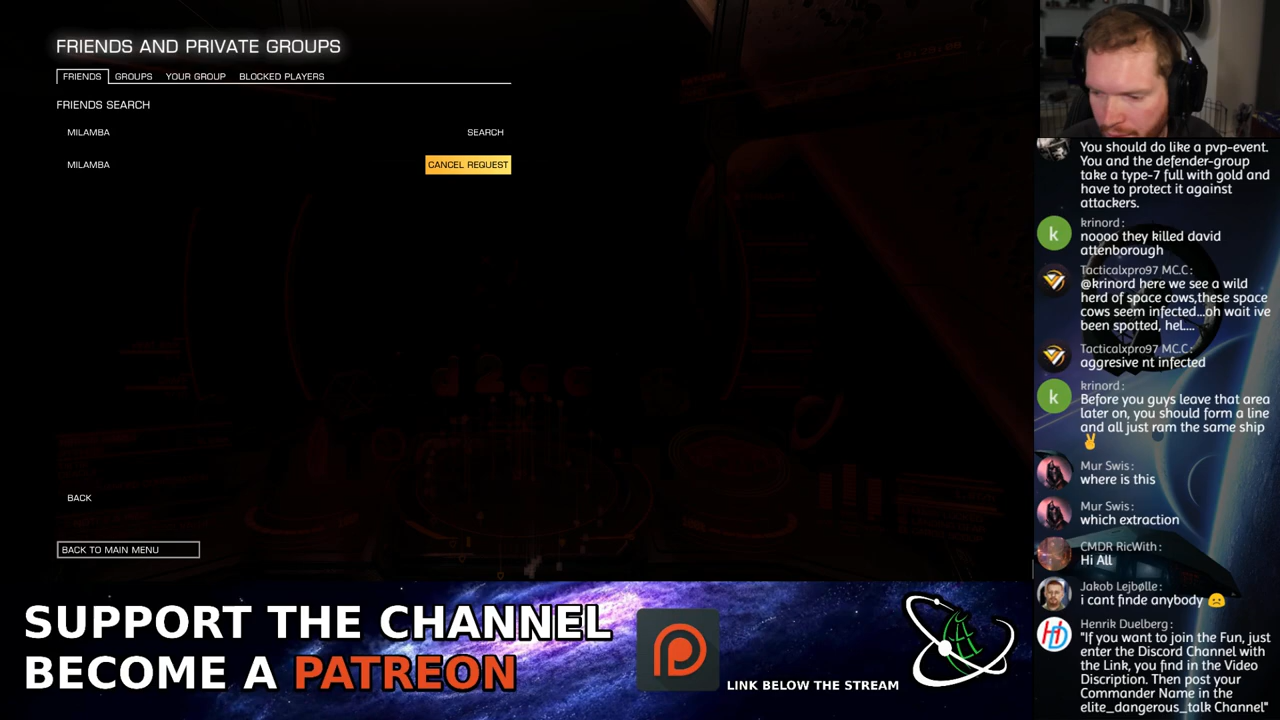 FRIENDS AND PRIVATE GROUPS
FRIENDS GROUPS YOUR GROUP BLOCKED PLAYERS
FRIENDS SEARCH
MILAMBA SEARCH
MILAMBA CANCEL REQUEST
BACK
BACK TO MAIN MENU
SUPPORT THE CHANNEL
BECOME A PATREON
LINK BELOW THE STREAM
You should do like a pvp-event.
You and the defender-group
take a type-7 full with gold and
have to protect it against
attackers.
k
krinord:
noooo they killed david
attenborough
Tacticalxpro97 MC.C:
@krinord here we see a wild
herd of space cows,these space
cows seem infected...oh wait ive
been spotted, hel....
Tacticalxpro97 MC.C:
aggresive nt infected
k
krinord:
Before you guys leave that area
later on, you should form a line
and all just ram the same ship
✌
Mur Swis:
where is this
Mur Swis:
which extraction
CMDR RicWith:
Hi All
Jakob Lejbølle:
i cant finde anybody 🙁
HD
Henrik Duelberg:
"If you want to join the Fun, just
enter the Discord Channel with
the Link, you find in the Video
Discription. Then post your
Commander Name in the
elite_dangerous_talk Channel"